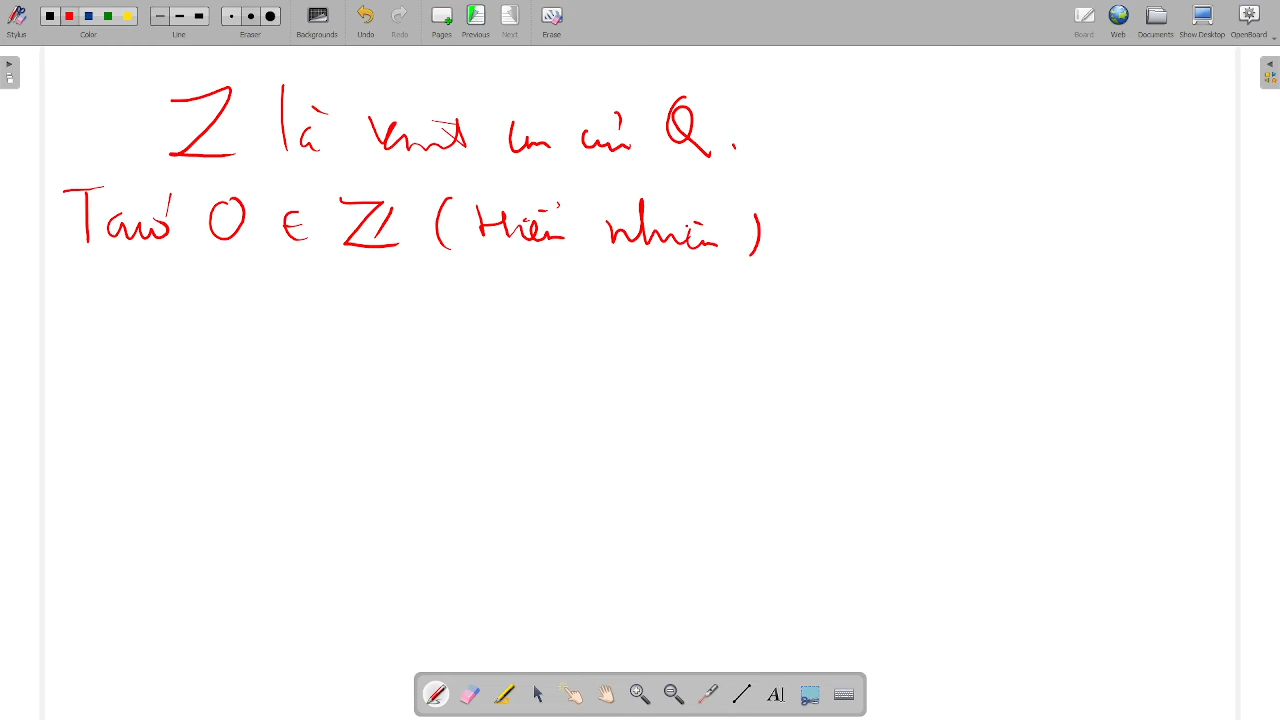 Stylus
Color
Line
Eraser
Backgrounds
Undo
Redo
Pages
Previous
Next
Erase
Board
Web
Documents
Show Desktop
OpenBoard
Z là con của Q.
Ta có 0 ∈ Z (Hiển nhiên)